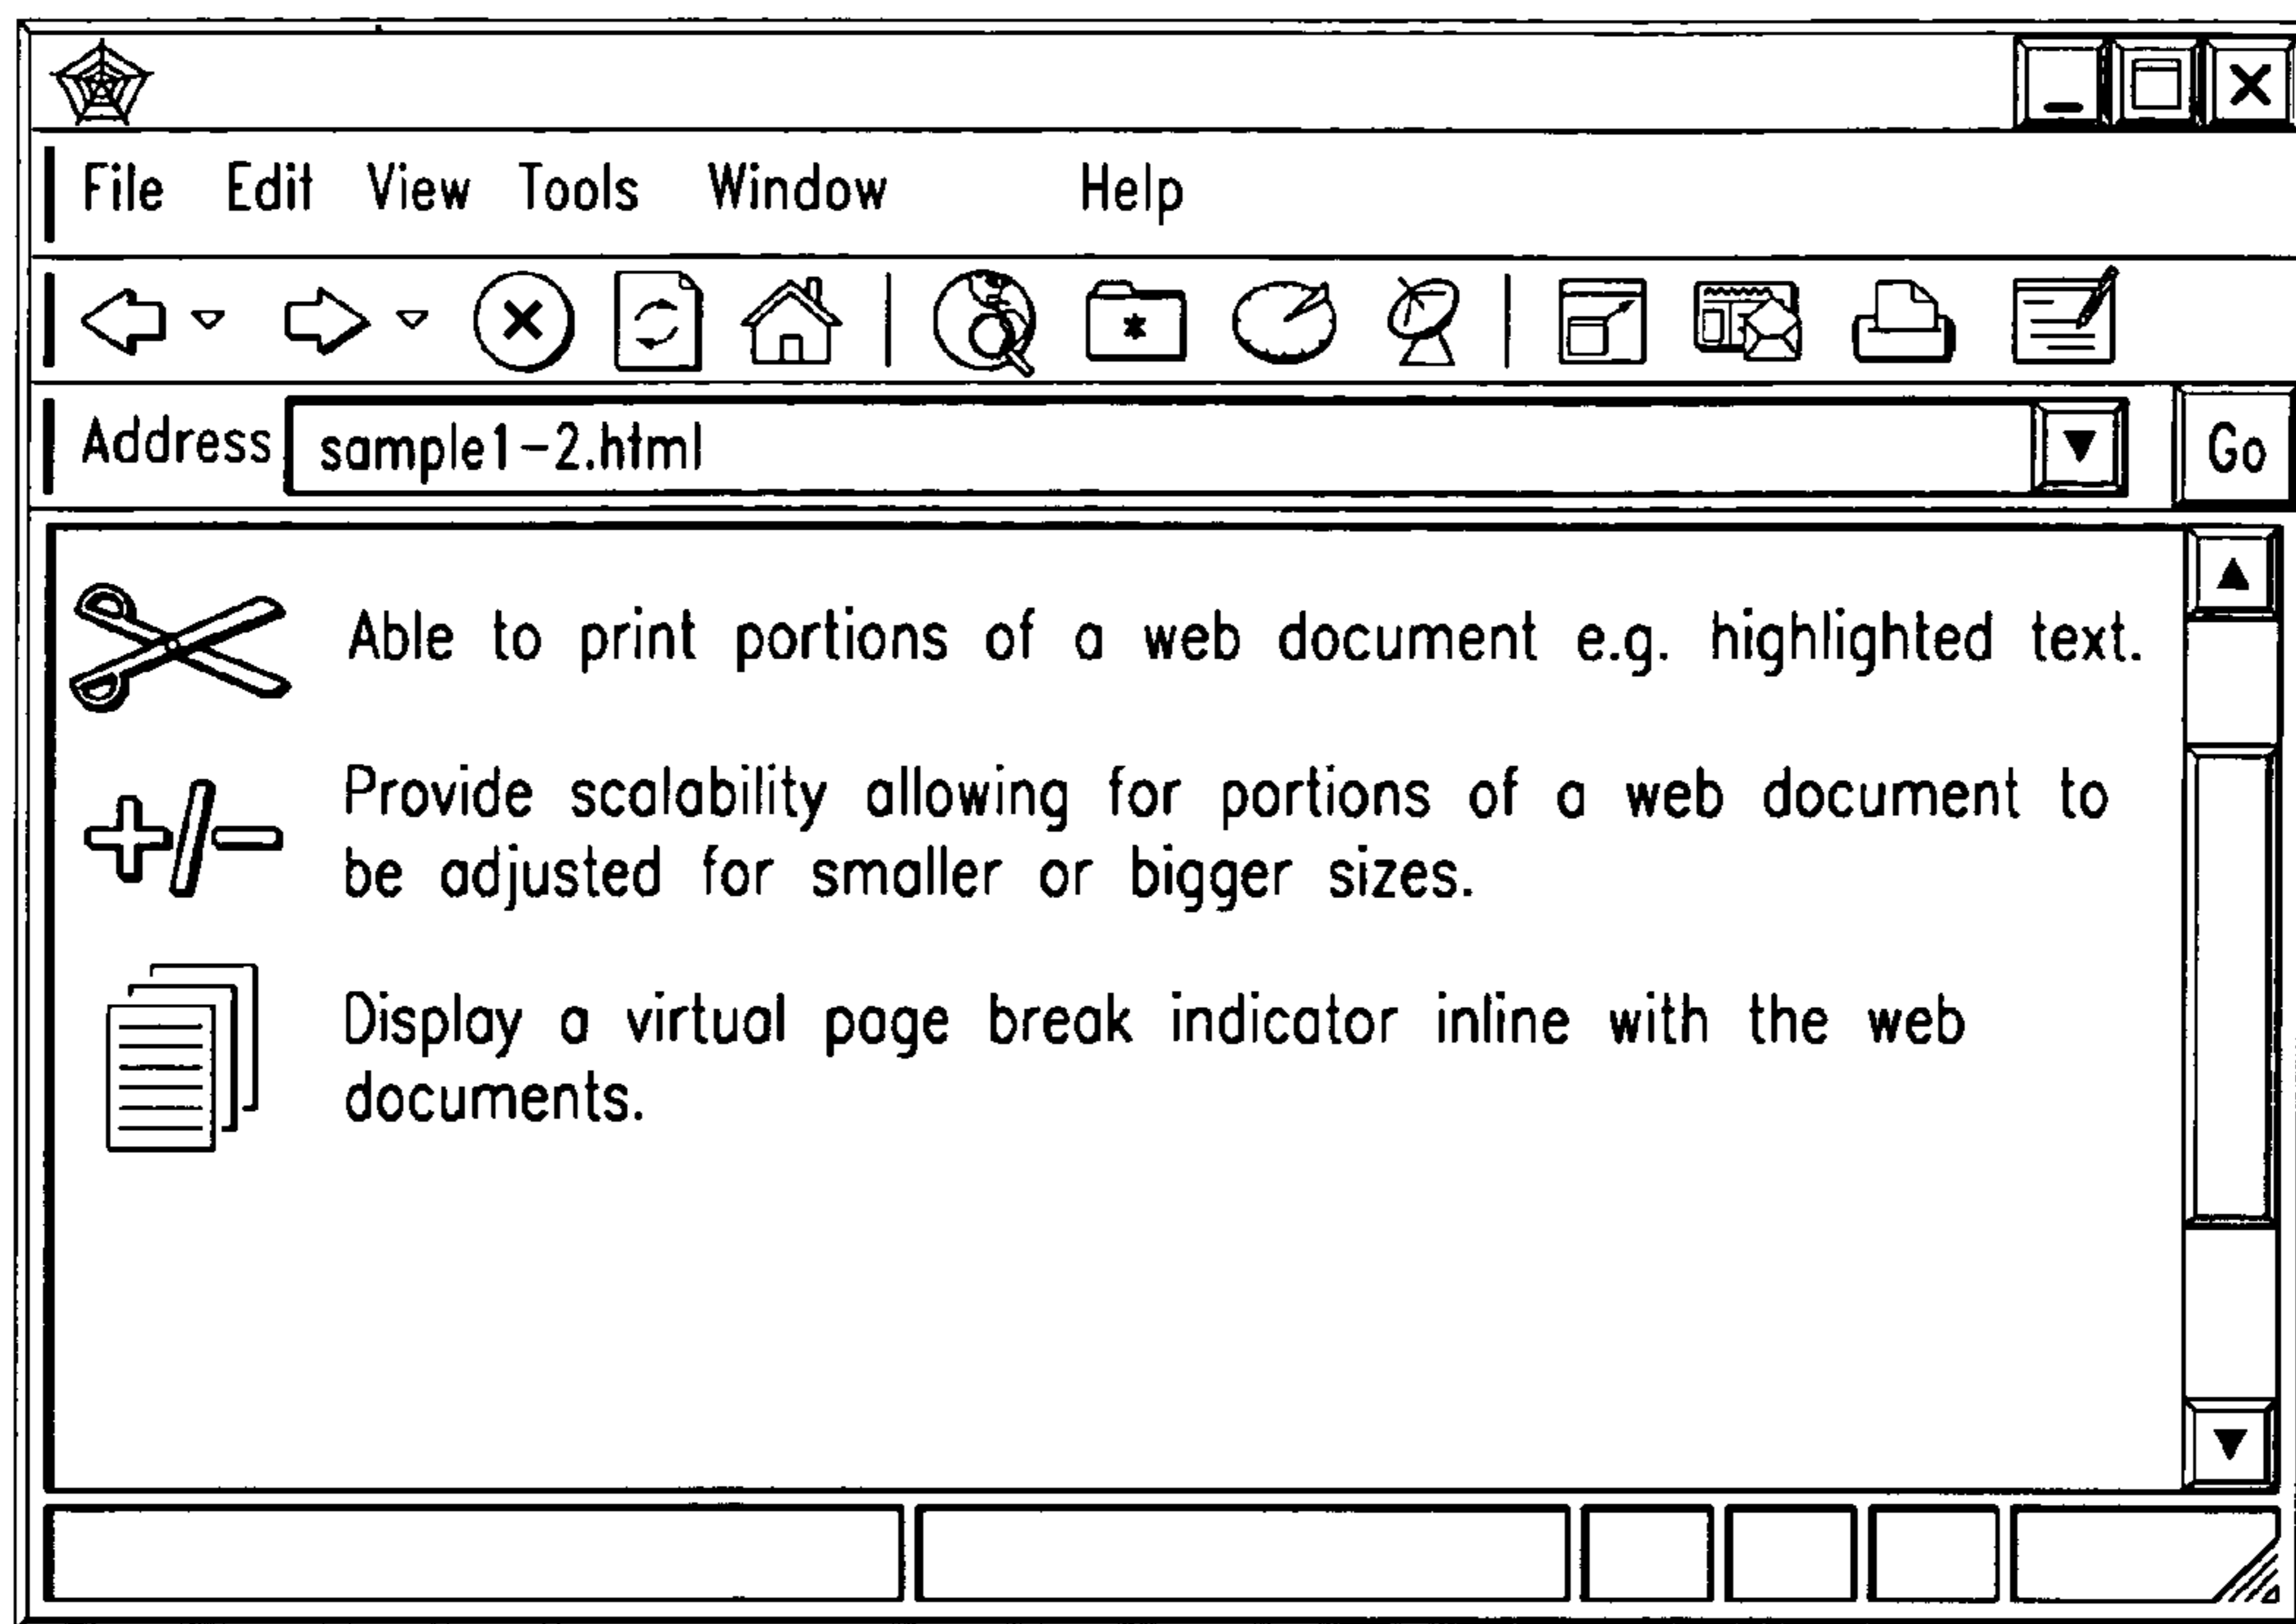 File Edit View Tools Window Help
Address sample1-2.html Go
Able to print portions of a web document e.g. highlighted text.
+/-
Provide scalability allowing for portions of a web document to
be adjusted for smaller or bigger sizes.
Display a virtual page break indicator inline with the web
documents.